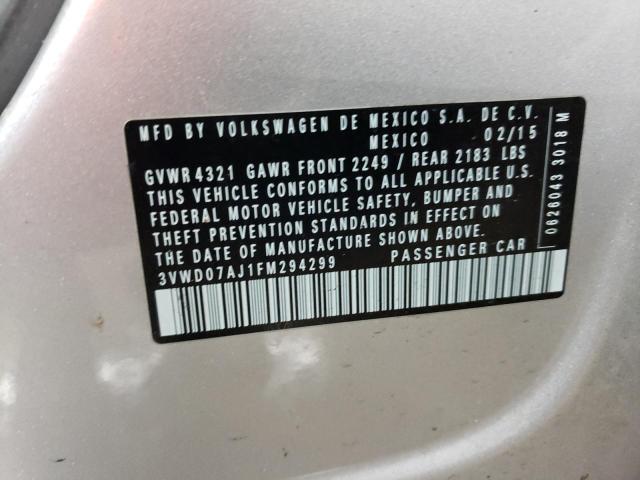 MFD BY VOLKSWAGEN DE MEXICO S.A. DE C.V.
MEXICO 02/15
GVWR 4321 GAWR FRONT 2249 / REAR 2183 LBS
THIS VEHICLE CONFORMS TO ALL APPLICABLE U.S.
FEDERAL MOTOR VEHICLE SAFETY, BUMPER AND
THEFT PREVENTION STANDARDS IN EFFECT ON
THE DATE OF MANUFACTURE SHOWN ABOVE.
3VWD07AJ1FM294299 PASSENGER CAR
0626043 3018 M